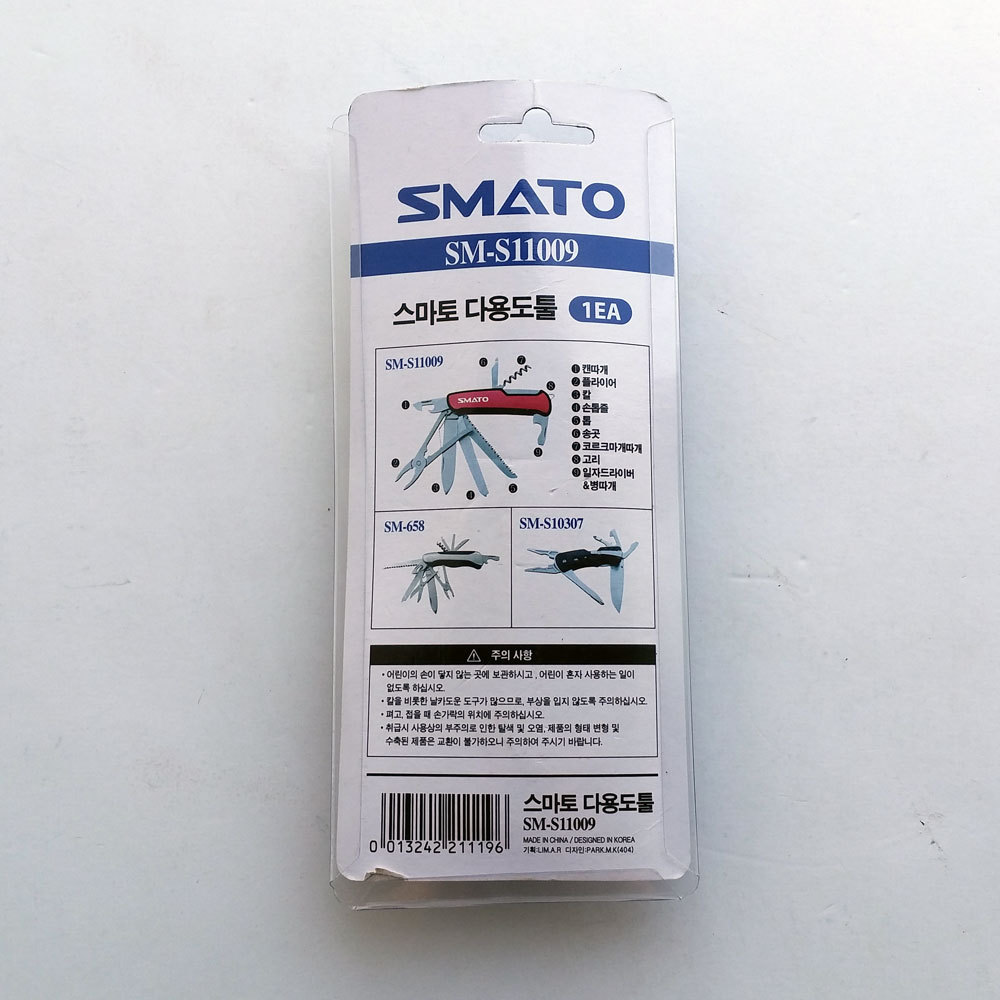 SMATO
SM-S11009
스마토 다용도툴 1EA
SM-S11009
SMATO
1
2
3
4
5
6
7
8
9
❶ 캔따개
❷ 플라이어
❸ 칼
❹ 손톱줄
❺ 톱
❻ 송곳
❼ 코르크마개따개
❽ 고리
❾ 일자드라이버
&병따개
SM-658
SM-S10307
주의 사항
• 어린이의 손이 닿지 않는 곳에 보관하시고, 어린이 혼자 사용하는 일이
없도록 하십시오.
• 칼을 비롯한 날카도운 도구가 많으므로, 부상을 입지 않도록 주의하십시오.
• 펴고, 접을 때 손가락의 위치에 주의하십시오.
• 취급시 사용상의 부주의로 인한 탈색 및 오염, 제품의 형태 변형 및
수축된 제품은 교환이 불가하오니 주의하여 주시기 바랍니다.
0 013242 211196
스마토 다용도툴
SM-S11009
MADE IN CHINA / DESIGNED IN KOREA
기획:LIM.A.R 디자인:PARK.M.K(404)